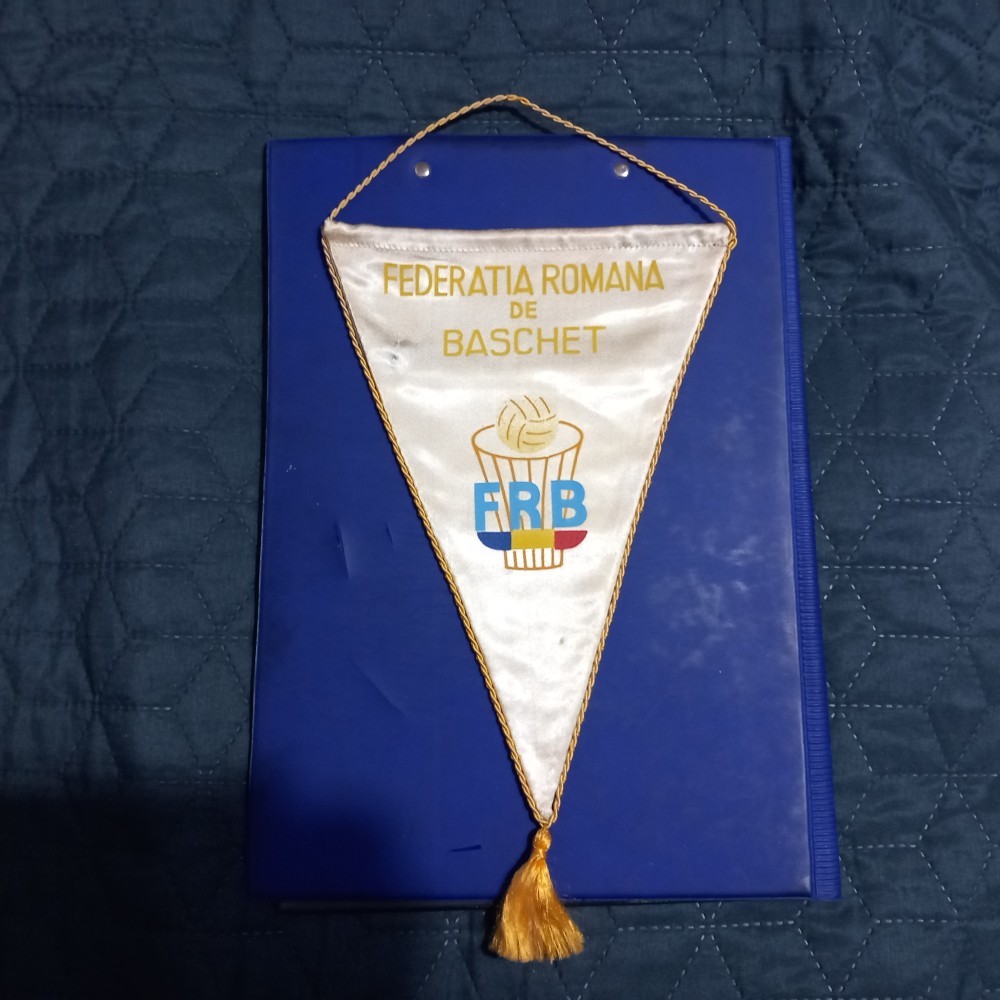 FEDERATIA ROMANA
DE
BASCHET
FRB